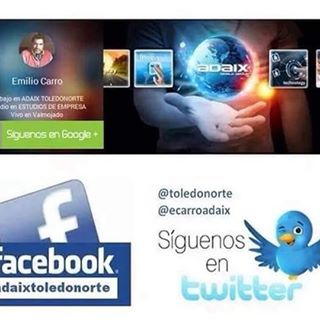 Emilio Carro
bajo en ADAIX TOLEDONORTE
dio en ESTUDIOS DE EMPRESA
Vivo en Valmojado
Síguenos en Google +
ADAIX
technology
@toledonorte
@ecarroadaix
Síguenos
en
twitter
facebook
adaixtoledonorte